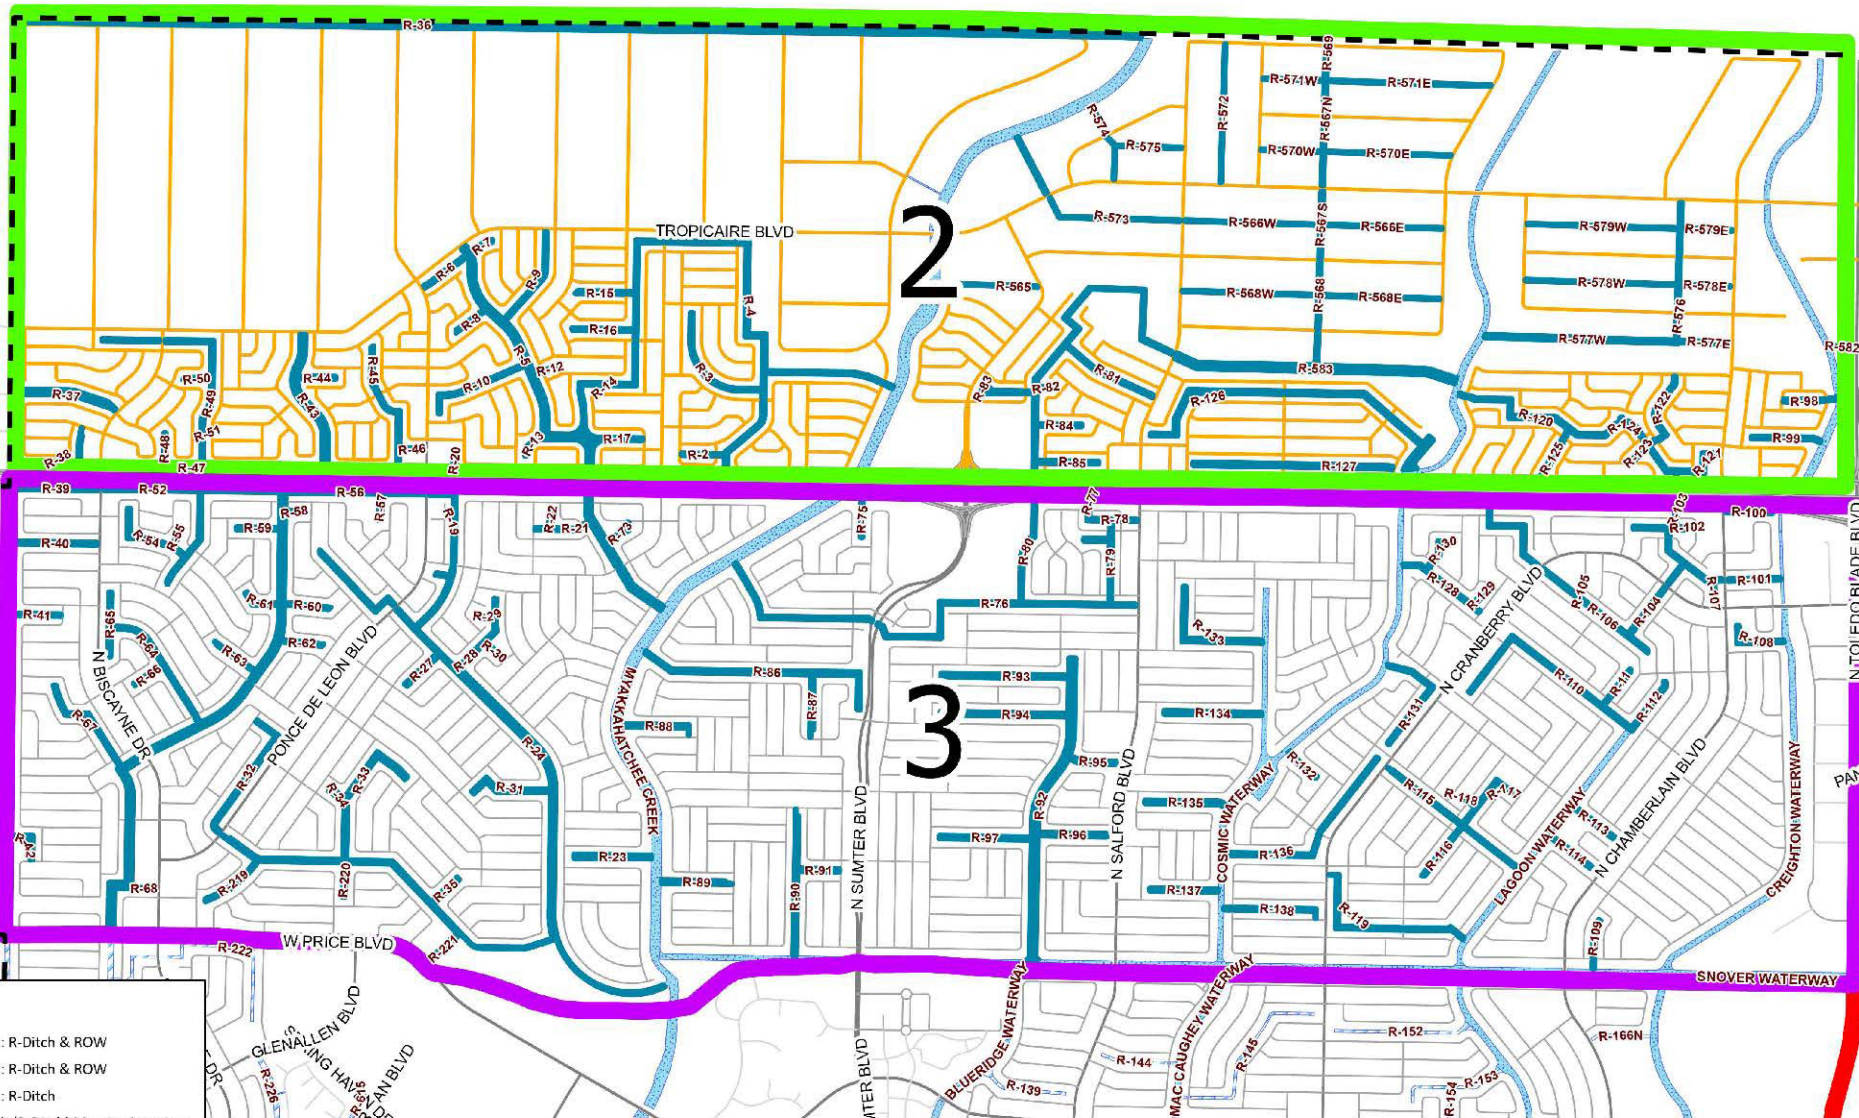 R-36
R-569
R-571W
R-571E
R-572
R-567N
R-574
R-575
R-570W
R-570E
2
TROPICAIRE BLVD
R-573
R-566W
R-567S
R-566E
R-579W
R-579E
R-7
R-6
R-9
R-15
R-4
R-565
R-568W
R-568
R-568E
R-578W
R-578E
R-576
R-8
R-16
R-577W
R-577E
R-582
R-5
R-12
R-10
R-14
R-3
R-50
R-44
R-45
R-37
R-49
R-43
R-83
R-82
R-81
R-583
R-126
R-98
R-122
R-120
R-124
R-48
R-51
R-46
R-20
R-13
R-17
R-2
R-84
R-85
R-127
R-125
R-123
R-121
R-99
R-38
R-47
R-39
R-52
R-56
R-57
R-58
R-19
R-22
R-21
R-73
R-75
R-77
R-78
R-103
R-100
R-102
R-40
R-54
R-55
R-59
R-80
R-79
R-130
R-128
R-129
N CRANBERRY BLVD
R-105
R-106
R-104
R-107
R-101
N TOLEDO BLADE BLVD
R-41
R-65
R-61
R-60
R-62
R-64
R-63
R-66
R-29
R-30
R-28
R-27
R-76
R-133
R-108
N BISCAYNE DR
PONCE DE LEON BLVD
MYAKKAHATCHEE CREEK
R-86
R-87
R-88
3
R-93
R-94
R-134
R-131
R-110
R-112
R-67
R-24
R-32
R-33
R-34
R-31
R-95
R-92
N SALFORD BLVD
R-132
COSMIC WATERWAY
R-135
R-115
R-118
R-117
R-113
R-114
R-116
LAGOON WATERWAY
N CHAMBERLAIN BLVD
CREIGHTON WATERWAY
PAN
R-42
R-68
R-219
R-220
R-35
R-23
R-89
R-90
R-91
N SUMTER BLVD
R-97
R-96
R-136
R-137
R-138
R-119
R-109
R-222
W PRICE BLVD
R-221
SNOVER WATERWAY
: R-Ditch & ROW
: R-Ditch & ROW
: R-Ditch
GLENALLEN BLVD
R-226
BLUERIDGE WATERWAY
MAC CAUGHEY WATERWAY
R-144
R-139
R-145
R-152
R-153
R-154
R-166N